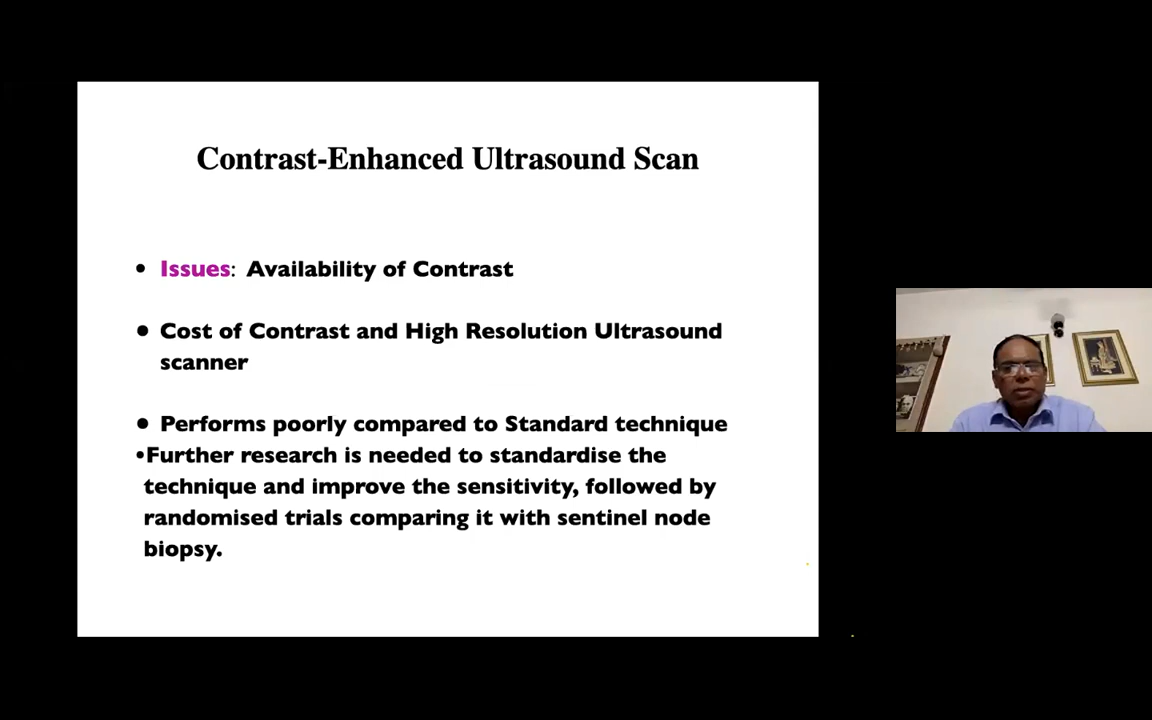 Contrast-Enhanced Ultrasound Scan
• Issues: Availability of Contrast
• Cost of Contrast and High Resolution Ultrasound
scanner
• Performs poorly compared to Standard technique
•Further research is needed to standardise the
technique and improve the sensitivity, followed by
randomised trials comparing it with sentinel node
biopsy.